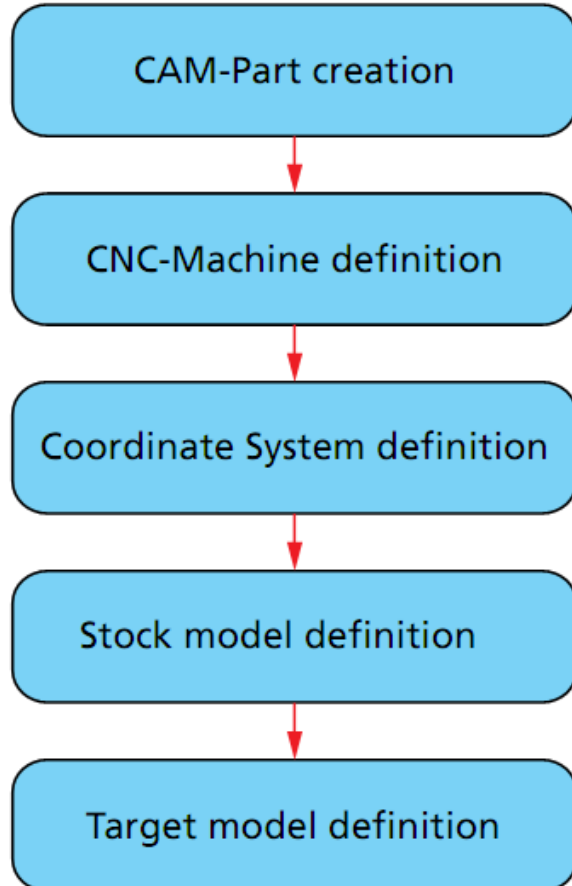 CAM-Part creation
CNC-Machine definition
Coordinate System definition
Stock model definition
Target model definition